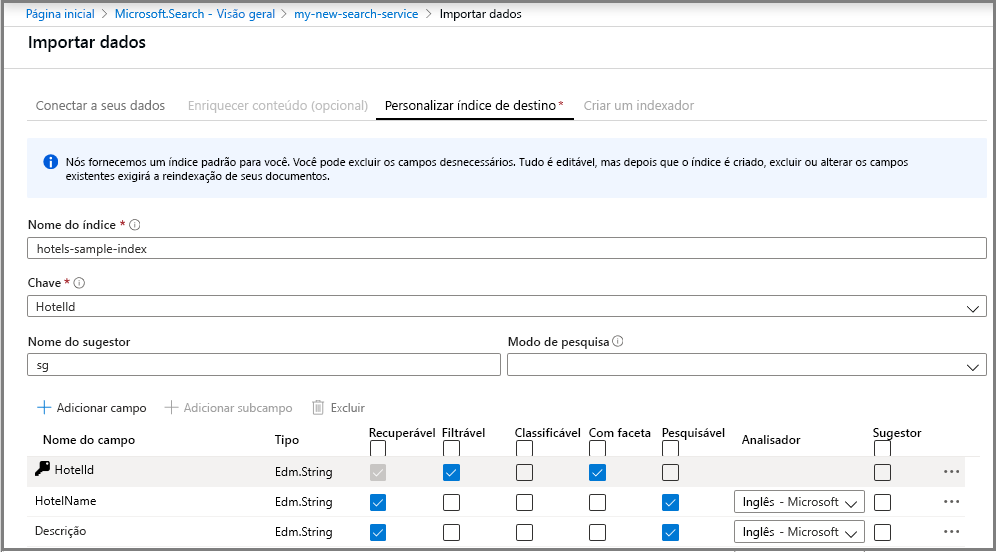 Página inicial > Microsoft.Search - Visão geral > my-new-search-service > Importar dados
Importar dados
Conectar a seus dados Enriquecer conteúdo (opcional) Personalizar índice de destino* Criar um indexador
Nós fornecemos um índice padrão para você. Você pode excluir os campos desnecessários. Tudo é editável, mas depois que o índice é criado, excluir ou alterar os campos
existentes exigirá a reindexação de seus documentos.
Nome do índice *
hotels-sample-index
Chave *
HotelId
Nome do sugestor Modo de pesquisa
sg
Adicionar campo Adicionar subcampo Excluir
Nome do campo Tipo Recuperável Filtrável Classificável Com faceta Pesquisável Analisador Sugestor
HotelId Edm.String
HotelName Edm.String Inglês - Microsoft
Descrição Edm.String Inglês - Microsoft